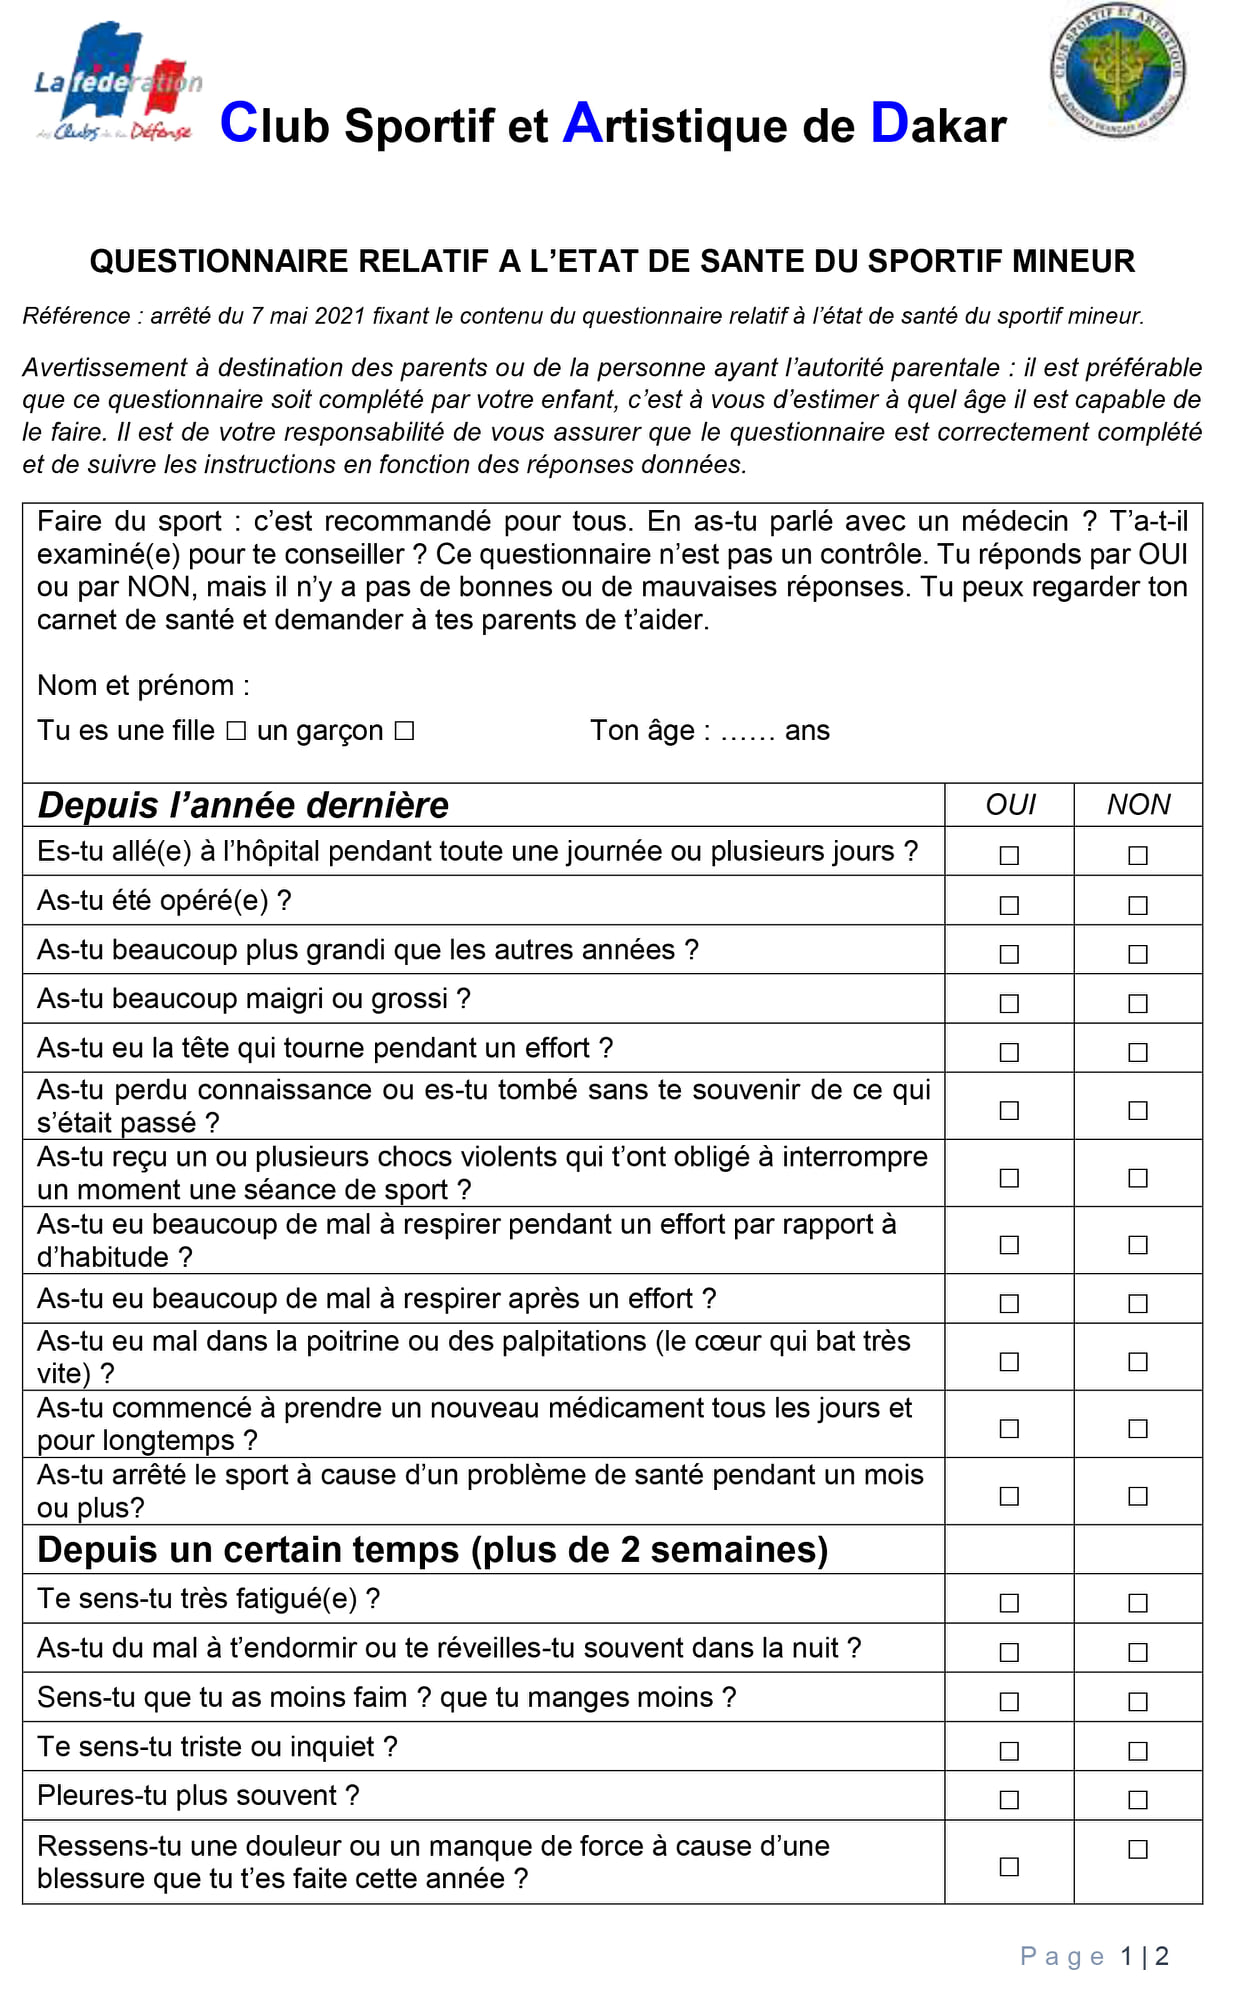 La fédération
des Clubs de la Défense
CLUB SPORTIF ET ARTISTIQUE
ELEMENTS FRANÇAIS AU SENEGAL
Club Sportif et Artistique de Dakar
QUESTIONNAIRE RELATIF A L’ETAT DE SANTE DU SPORTIF MINEUR
Référence : arrêté du 7 mai 2021 fixant le contenu du questionnaire relatif à l’état de santé du sportif mineur.
Avertissement à destination des parents ou de la personne ayant l’autorité parentale : il est préférable
que ce questionnaire soit complété par votre enfant, c’est à vous d’estimer à quel âge il est capable de
le faire. Il est de votre responsabilité de vous assurer que le questionnaire est correctement complété
et de suivre les instructions en fonction des réponses données.
Faire du sport : c’est recommandé pour tous. En as-tu parlé avec un médecin ? T’a-t-il
examiné(e) pour te conseiller ? Ce questionnaire n’est pas un contrôle. Tu réponds par OUI
ou par NON, mais il n’y a pas de bonnes ou de mauvaises réponses. Tu peux regarder ton
carnet de santé et demander à tes parents de t’aider.
Nom et prénom :
Tu es une fille ☐ un garçon ☐ Ton âge : …… ans
Depuis l’année dernière OUI NON
Es-tu allé(e) à l’hôpital pendant toute une journée ou plusieurs jours ? ☐ ☐
As-tu été opéré(e) ? ☐ ☐
As-tu beaucoup plus grandi que les autres années ? ☐ ☐
As-tu beaucoup maigri ou grossi ? ☐ ☐
As-tu eu la tête qui tourne pendant un effort ? ☐ ☐
As-tu perdu connaissance ou es-tu tombé sans te souvenir de ce qui
s’était passé ? ☐ ☐
As-tu reçu un ou plusieurs chocs violents qui t’ont obligé à interrompre
un moment une séance de sport ? ☐ ☐
As-tu eu beaucoup de mal à respirer pendant un effort par rapport à
d’habitude ? ☐ ☐
As-tu eu beaucoup de mal à respirer après un effort ? ☐ ☐
As-tu eu mal dans la poitrine ou des palpitations (le cœur qui bat très
vite) ? ☐ ☐
As-tu commencé à prendre un nouveau médicament tous les jours et
pour longtemps ? ☐ ☐
As-tu arrêté le sport à cause d’un problème de santé pendant un mois
ou plus? ☐ ☐
Depuis un certain temps (plus de 2 semaines)
Te sens-tu très fatigué(e) ? ☐ ☐
As-tu du mal à t’endormir ou te réveilles-tu souvent dans la nuit ? ☐ ☐
Sens-tu que tu as moins faim ? que tu manges moins ? ☐ ☐
Te sens-tu triste ou inquiet ? ☐ ☐
Pleures-tu plus souvent ? ☐ ☐
Ressens-tu une douleur ou un manque de force à cause d’une
blessure que tu t’es faite cette année ? ☐ ☐
Page 1 | 2